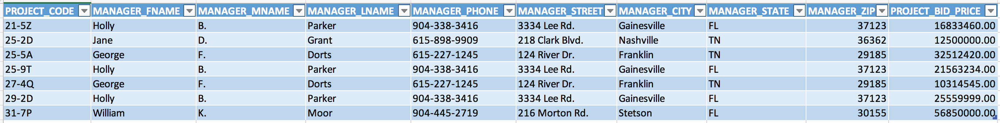 PROJECT_CODE MANAGER_FNAME MANAGER_MNAME MANAGER_LNAME MANAGER_PHONE MANAGER_STREET MANAGER_CITY MANAGER_STATE MANAGER_ZIP PROJECT_BID_PRICE
21-5Z Holly B. Parker 904-338-3416 3334 Lee Rd. Gainesville FL 37123 16833460.00
25-2D Jane D. Grant 615-898-9909 218 Clark Blvd. Nashville TN 36362 12500000.00
25-5A George F. Dorts 615-227-1245 124 River Dr. Franklin TN 29185 32512420.00
25-9T Holly B. Parker 904-338-3416 3334 Lee Rd. Gainesville FL 37123 21563234.00
27-4Q George F. Dorts 615-227-1245 124 River Dr. Franklin TN 29185 10314545.00
29-2D Holly B. Parker 904-338-3416 3334 Lee Rd. Gainesville FL 37123 25559999.00
31-7P William K. Moor 904-445-2719 216 Morton Rd. Stetson FL 30155 56850000.00